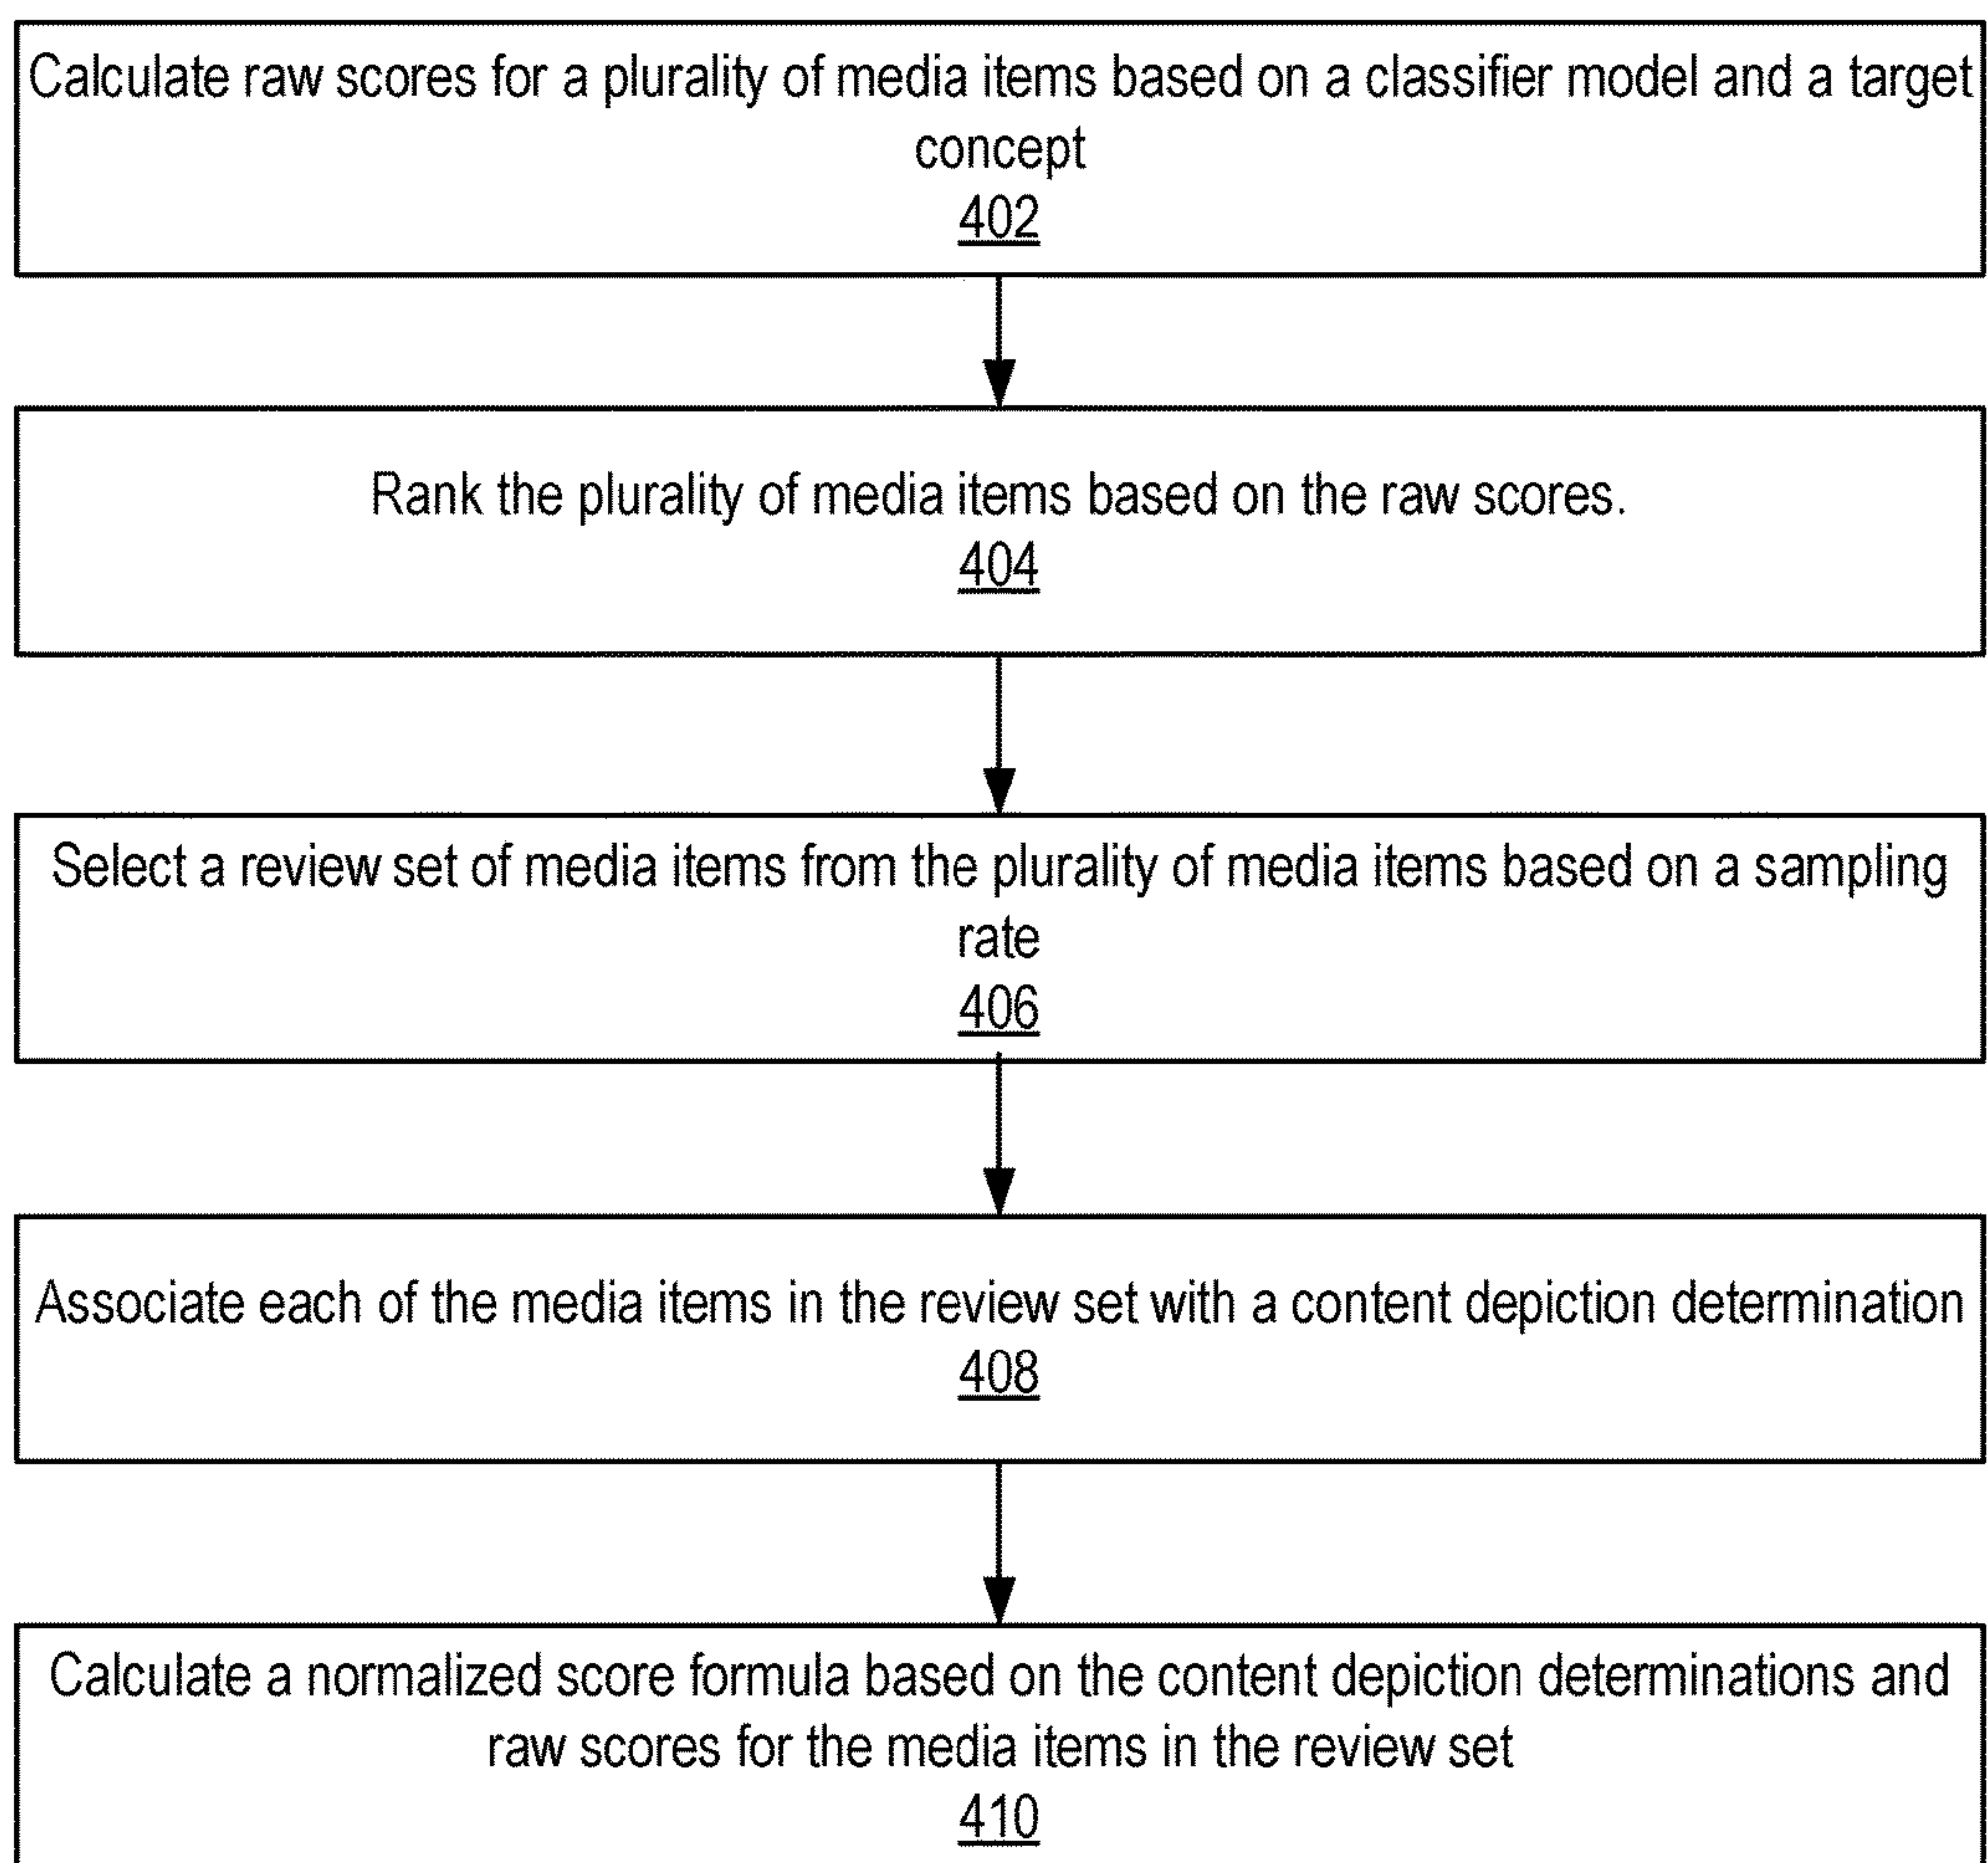 Calculate raw scores for a plurality of media items based on a classifier model and a target
concept
402
Rank the plurality of media items based on the raw scores.
404
Select a review set of media items from the plurality of media items based on a sampling
rate
406
Associate each of the media items in the review set with a content depiction determination
408
Calculate a normalized score formula based on the content depiction determinations and
raw scores for the media items in the review set
410